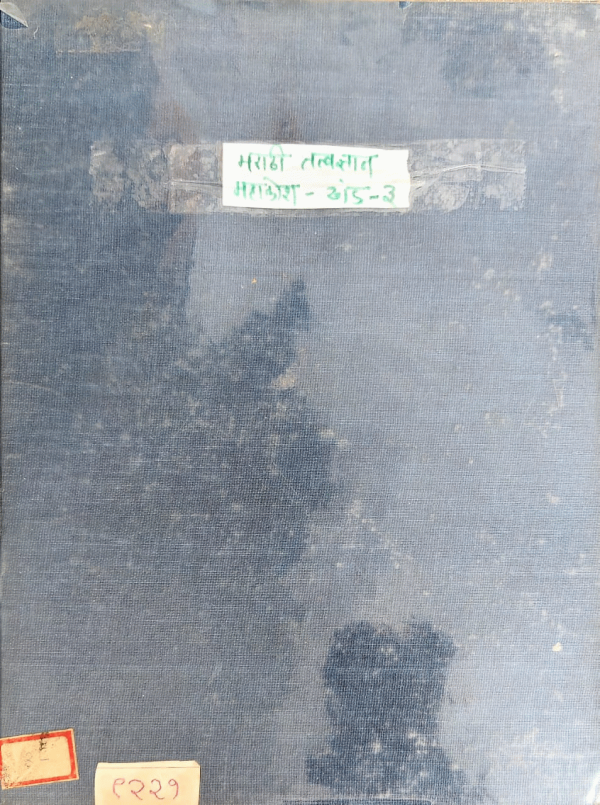 मराठी तत्वज्ञान
महाकोश - खंड - ३
९२२१